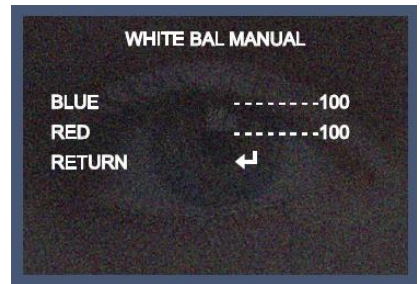 WHITE BAL MANUAL
BLUE --------100
RED --------100
RETURN ↵